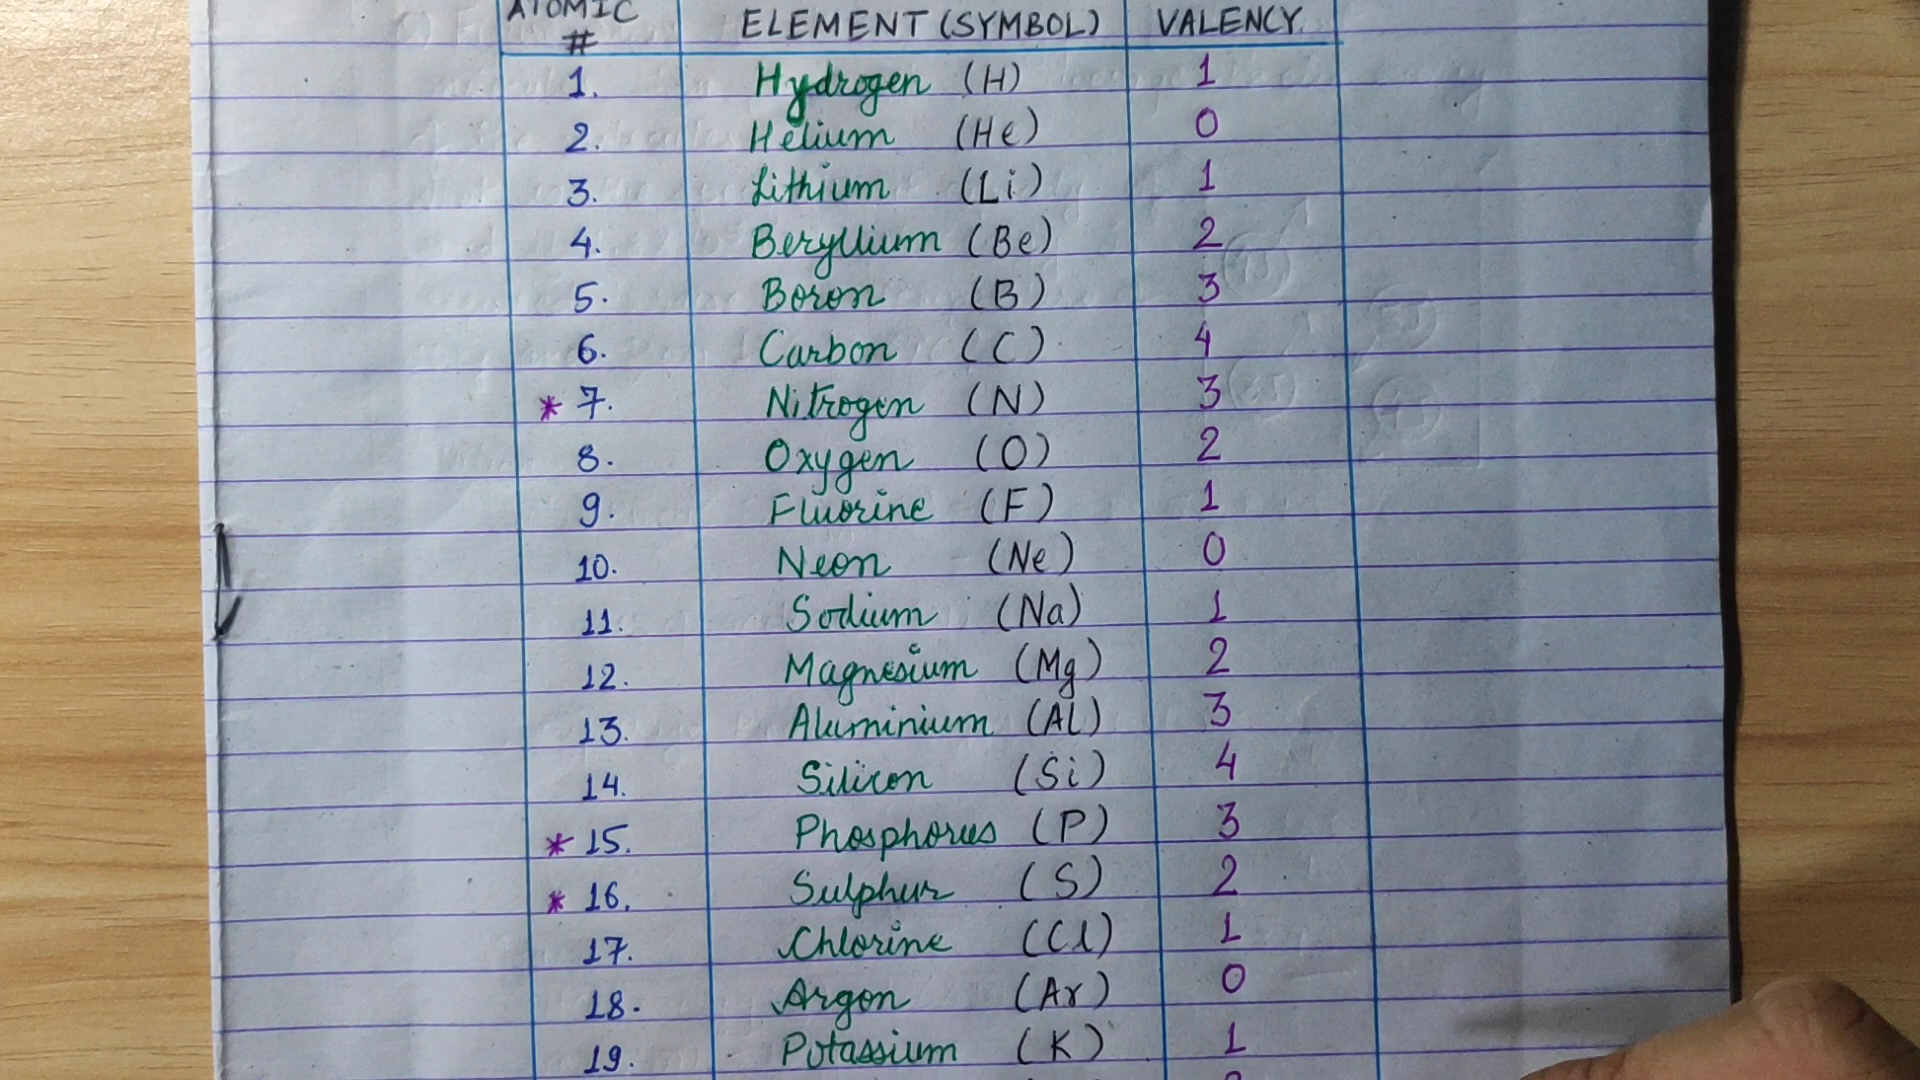 ATOMIC # ELEMENT (SYMBOL) VALENCY
1. Hydrogen (H) 1
2. Helium (He) 0
3. Lithium (Li) 1
4. Beryllium (Be) 2
5. Boron (B) 3
6. Carbon (C) 4
* 7. Nitrogen (N) 3
8. Oxygen (O) 2
9. Fluorine (F) 1
10. Neon (Ne) 0
11. Sodium (Na) 1
12. Magnesium (Mg) 2
13. Aluminium (Al) 3
14. Silicon (Si) 4
* 15. Phosphorus (P) 3
* 16. Sulphur (S) 2
17. Chlorine (Cl) 1
18. Argon (Ar) 0
19. Potassium (K) 1